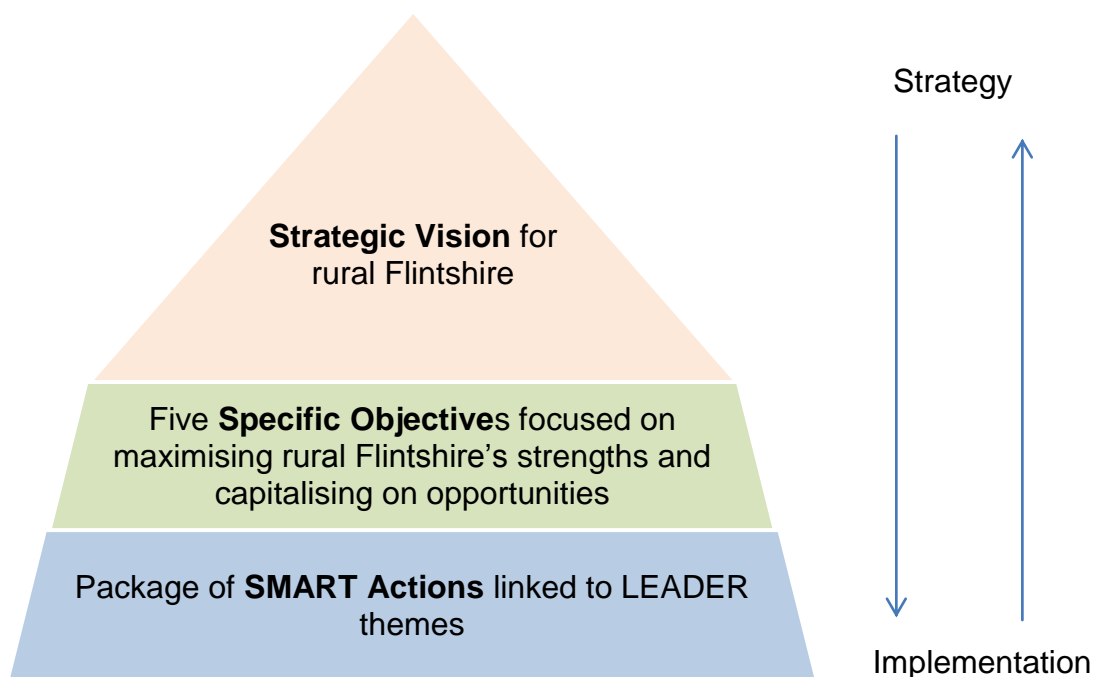 Strategy
Strategic Vision for
rural Flintshire
Five Specific Objectives focused on
maximising rural Flintshire’s strengths and
capitalising on opportunities
Package of SMART Actions linked to LEADER
themes
Implementation